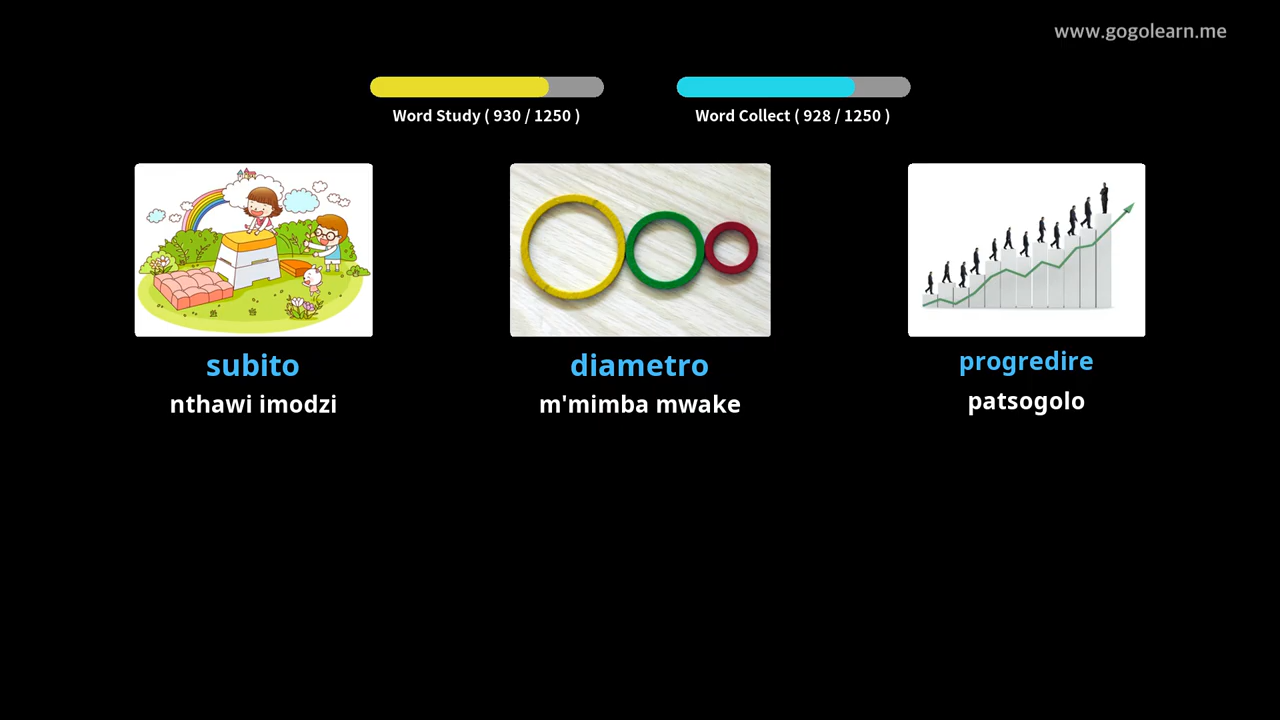 www.gogolearn.me
Word Study ( 930 / 1250 )
Word Collect ( 928 / 1250 )
subito
nthawi imodzi
diametro
m'mimba mwake
progredire
patsogolo